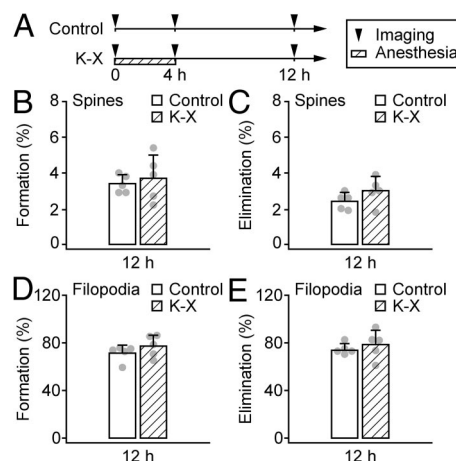 A
Control
K-X
0
4 h
12 h
Imaging
Anesthesia
B
Spines
Control
K-X
Formation (%)
8
6
4
2
0
12 h
C
Spines
Control
K-X
Elimination (%)
8
6
4
2
0
12 h
D
Filopodia
Control
K-X
Formation (%)
120
80
40
0
12 h
E
Filopodia
Control
K-X
Elimination (%)
120
80
40
0
12 h